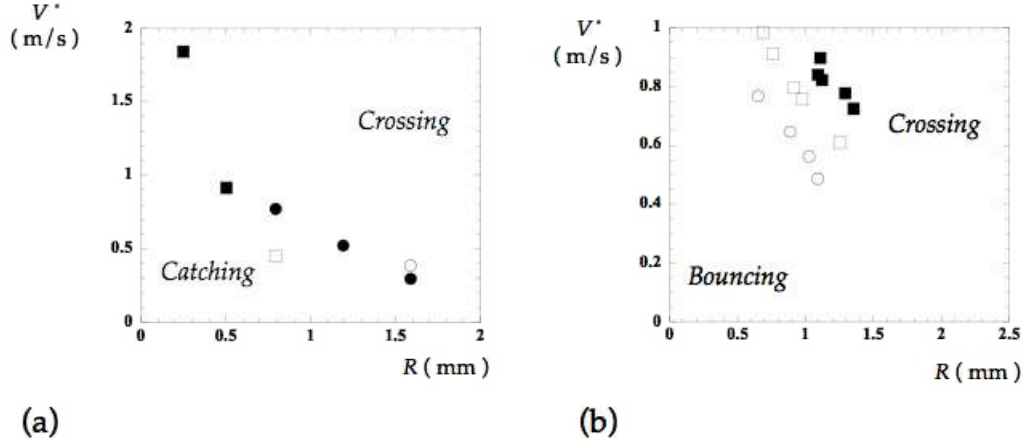 V*
(m/s)
2
1.5
1
0.5
0
Crossing
Catching
0 0.5 1 1.5 2
R (mm)
(a)
V*
(m/s)
1
0.8
0.6
0.4
0.2
0
Crossing
Bouncing
0 0.5 1 1.5 2 2.5
R (mm)
(b)